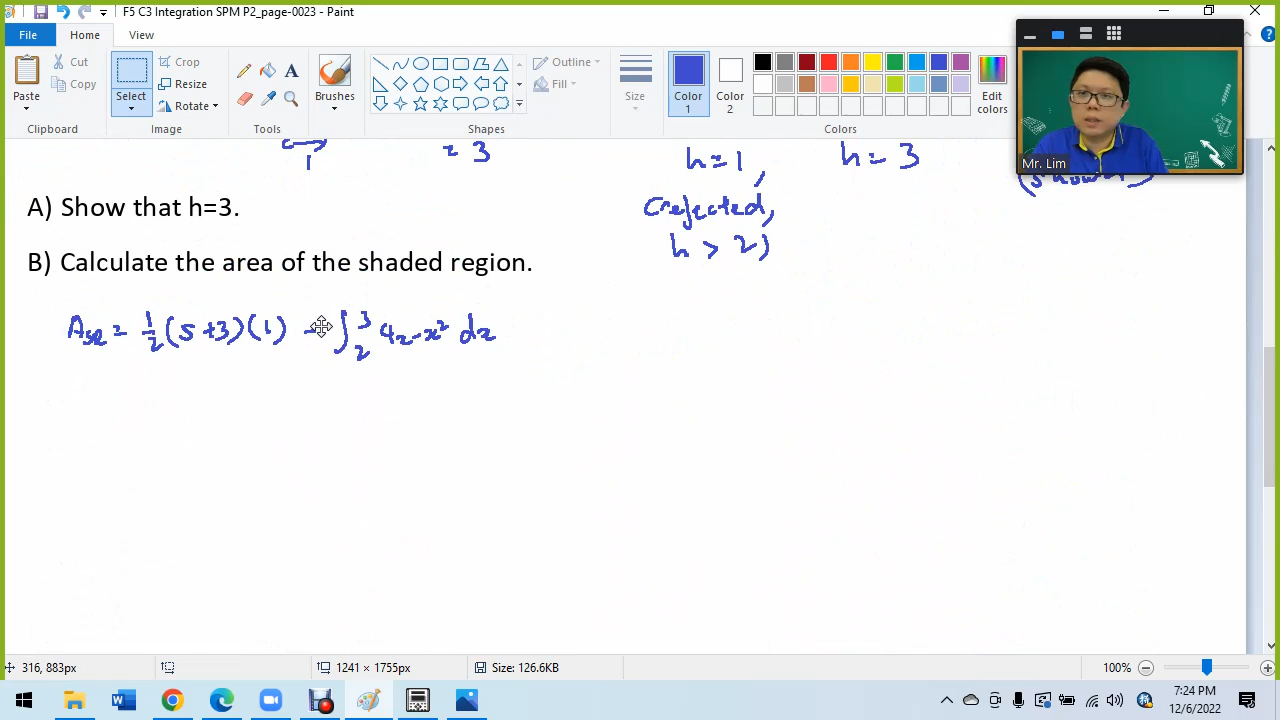 F5 C3 Integration SPM P2_page-0023 - Paint
File Home View
Paste Cut Copy Clipboard
Select Crop Resize Rotate Image
Tools
Brushes
Shapes Outline Fill
Size
Color 1 Color 2 Edit colors Colors
Mr. Lim
1 = 3 h = 1, h = 3
(rejected,
h > 2)
A) Show that h=3.
B) Calculate the area of the shaded region.
A_SR = 1/2 (5+3)(1) - ∫₂³ 4x-x² dx
316, 883px 1241 × 1755px Size: 126.6KB 100%
7:24 PM
12/6/2022